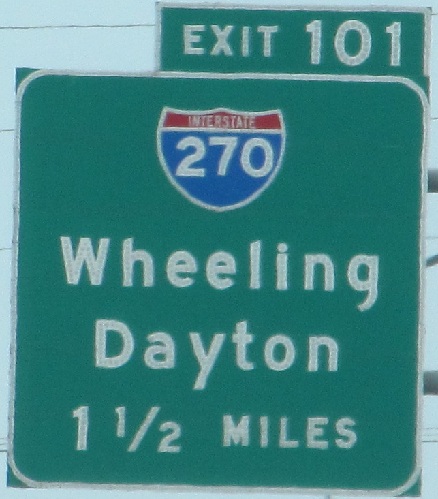 EXIT 101
INTERSTATE
270
Wheeling
Dayton
1 1/2 MILES